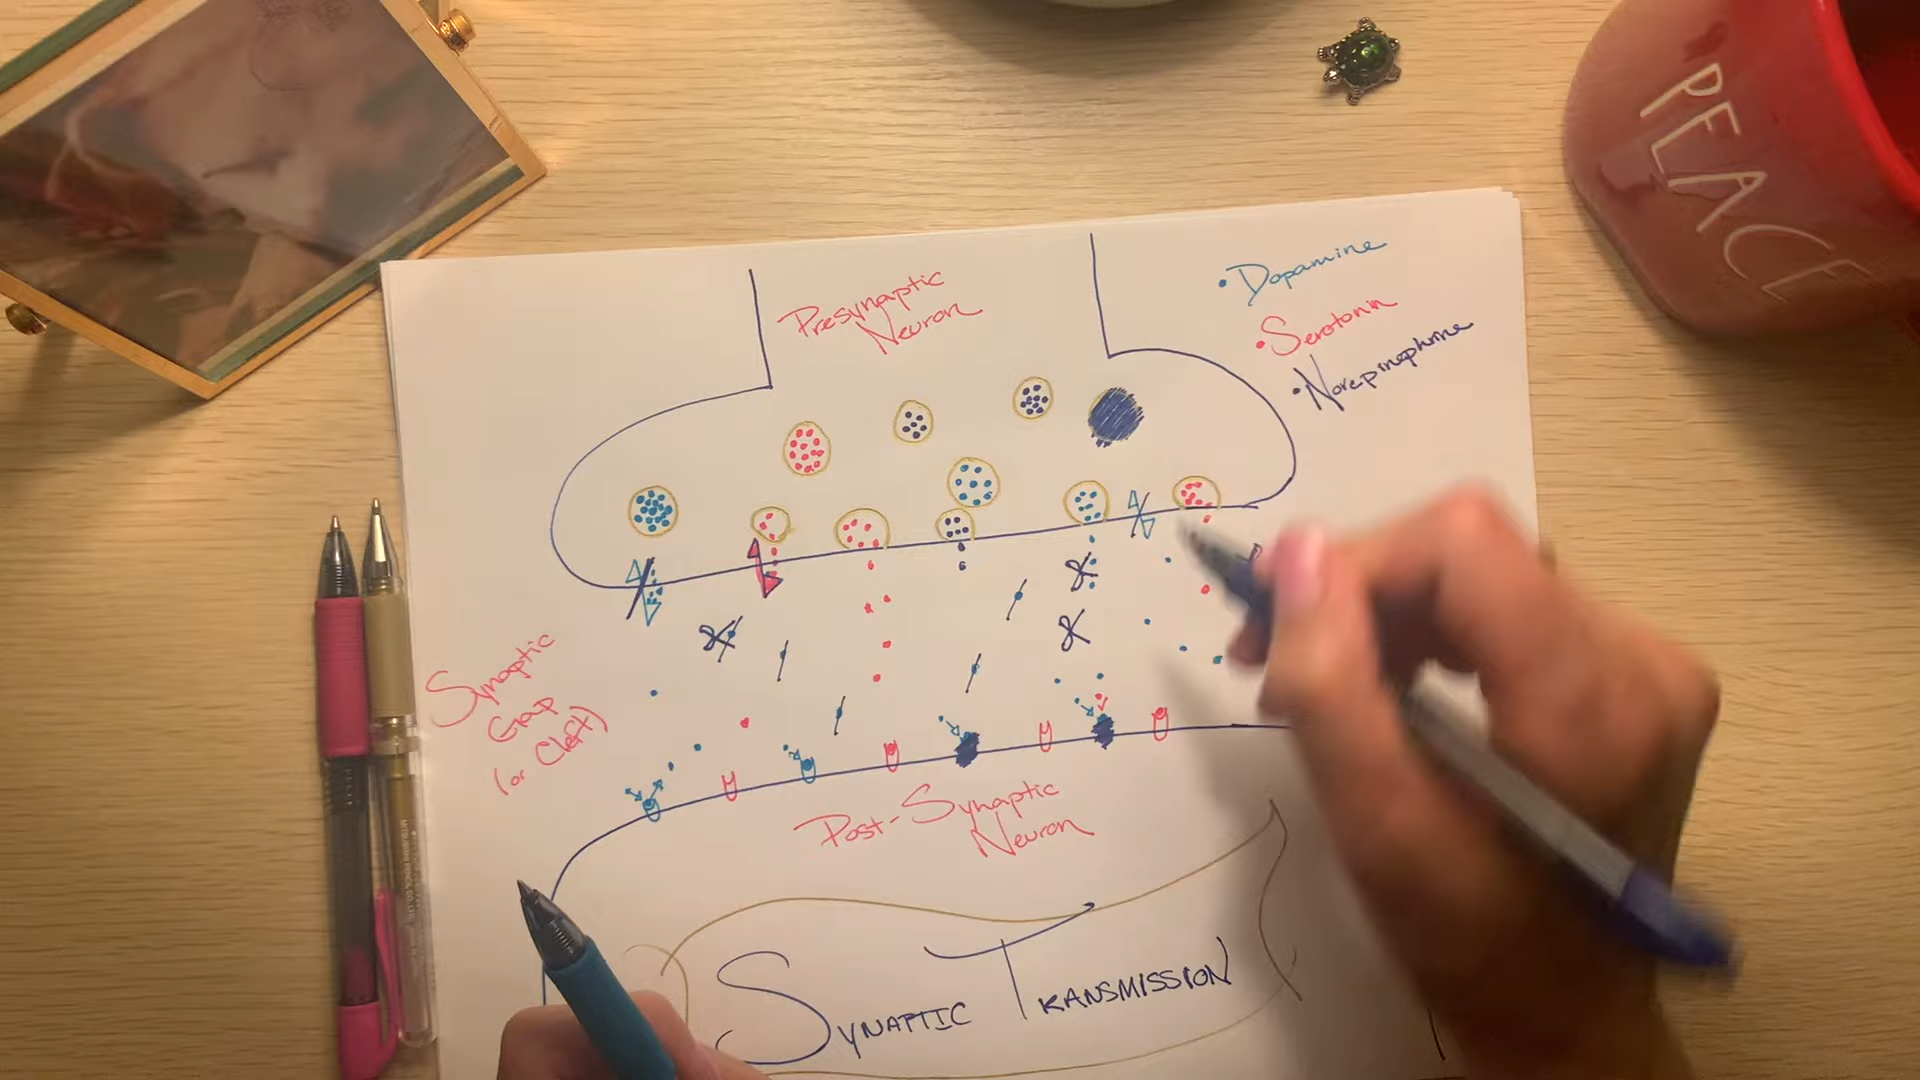 PEACE
Presynaptic
Neuron
• Dopamine
• Serotonin
• Norepinephrine
Synaptic
Gap
(or Cleft)
Post-Synaptic
Neuron
SYNAPTIC TRANSMISSION